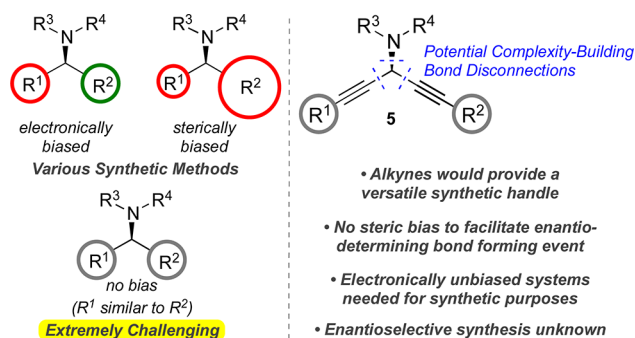 R³ R⁴
N
R¹ R²
electronically
biased
R³ R⁴
N
R¹ R²
sterically
biased
Various Synthetic Methods
R³ R⁴
N
R¹ R²
no bias
(R¹ similar to R²)
Extremely Challenging
R³ R⁴
N
Potential Complexity-Building
Bond Disconnections
R¹ R²
5
• Alkynes would provide a
versatile synthetic handle
• No steric bias to facilitate enantio-
determining bond forming event
• Electronically unbiased systems
needed for synthetic purposes
• Enantioselective synthesis unknown